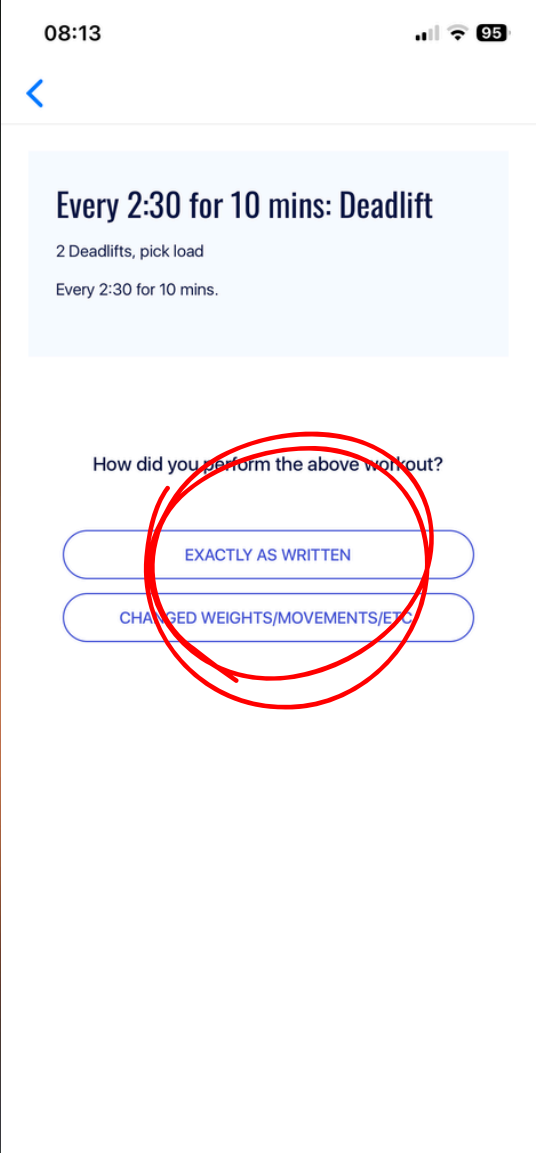 08:13
95
Every 2:30 for 10 mins: Deadlift
2 Deadlifts, pick load
Every 2:30 for 10 mins.
How did you perform the above workout?
EXACTLY AS WRITTEN
CHANGED WEIGHTS/MOVEMENTS/ETC